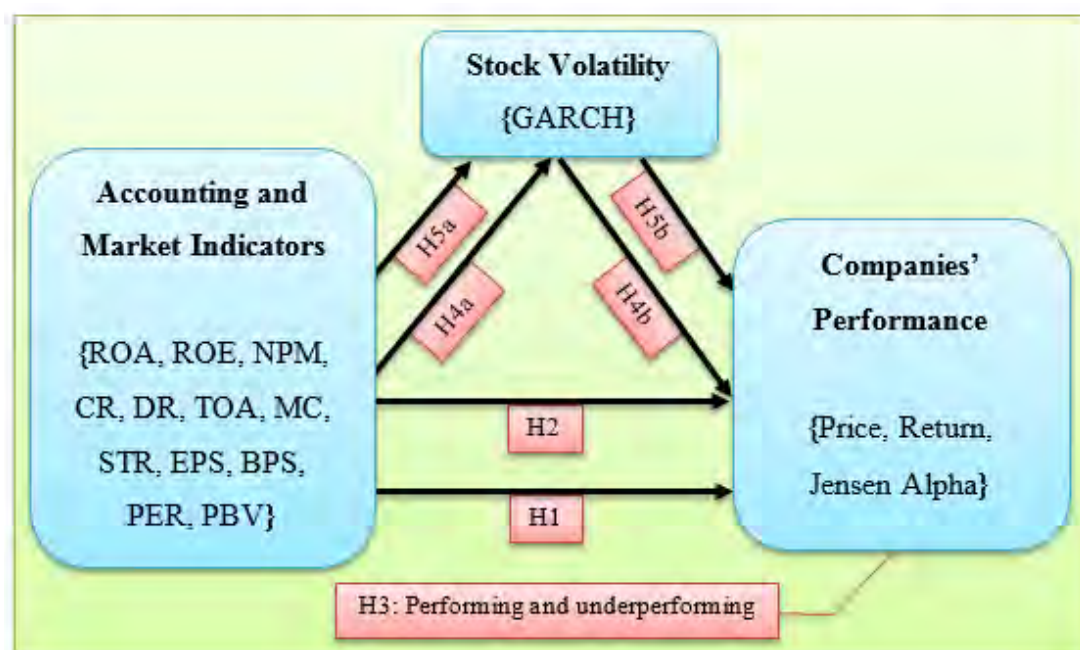 Stock Volatility
{GARCH}
Accounting and
Market Indicators
{ROA, ROE, NPM,
CR, DR, TOA, MC,
STR, EPS, BPS,
PER, PBV}
H5a
H4a
H5b
H4b
H2
H1
Companies’
Performance
{Price, Return,
Jensen Alpha}
H3: Performing and underperforming